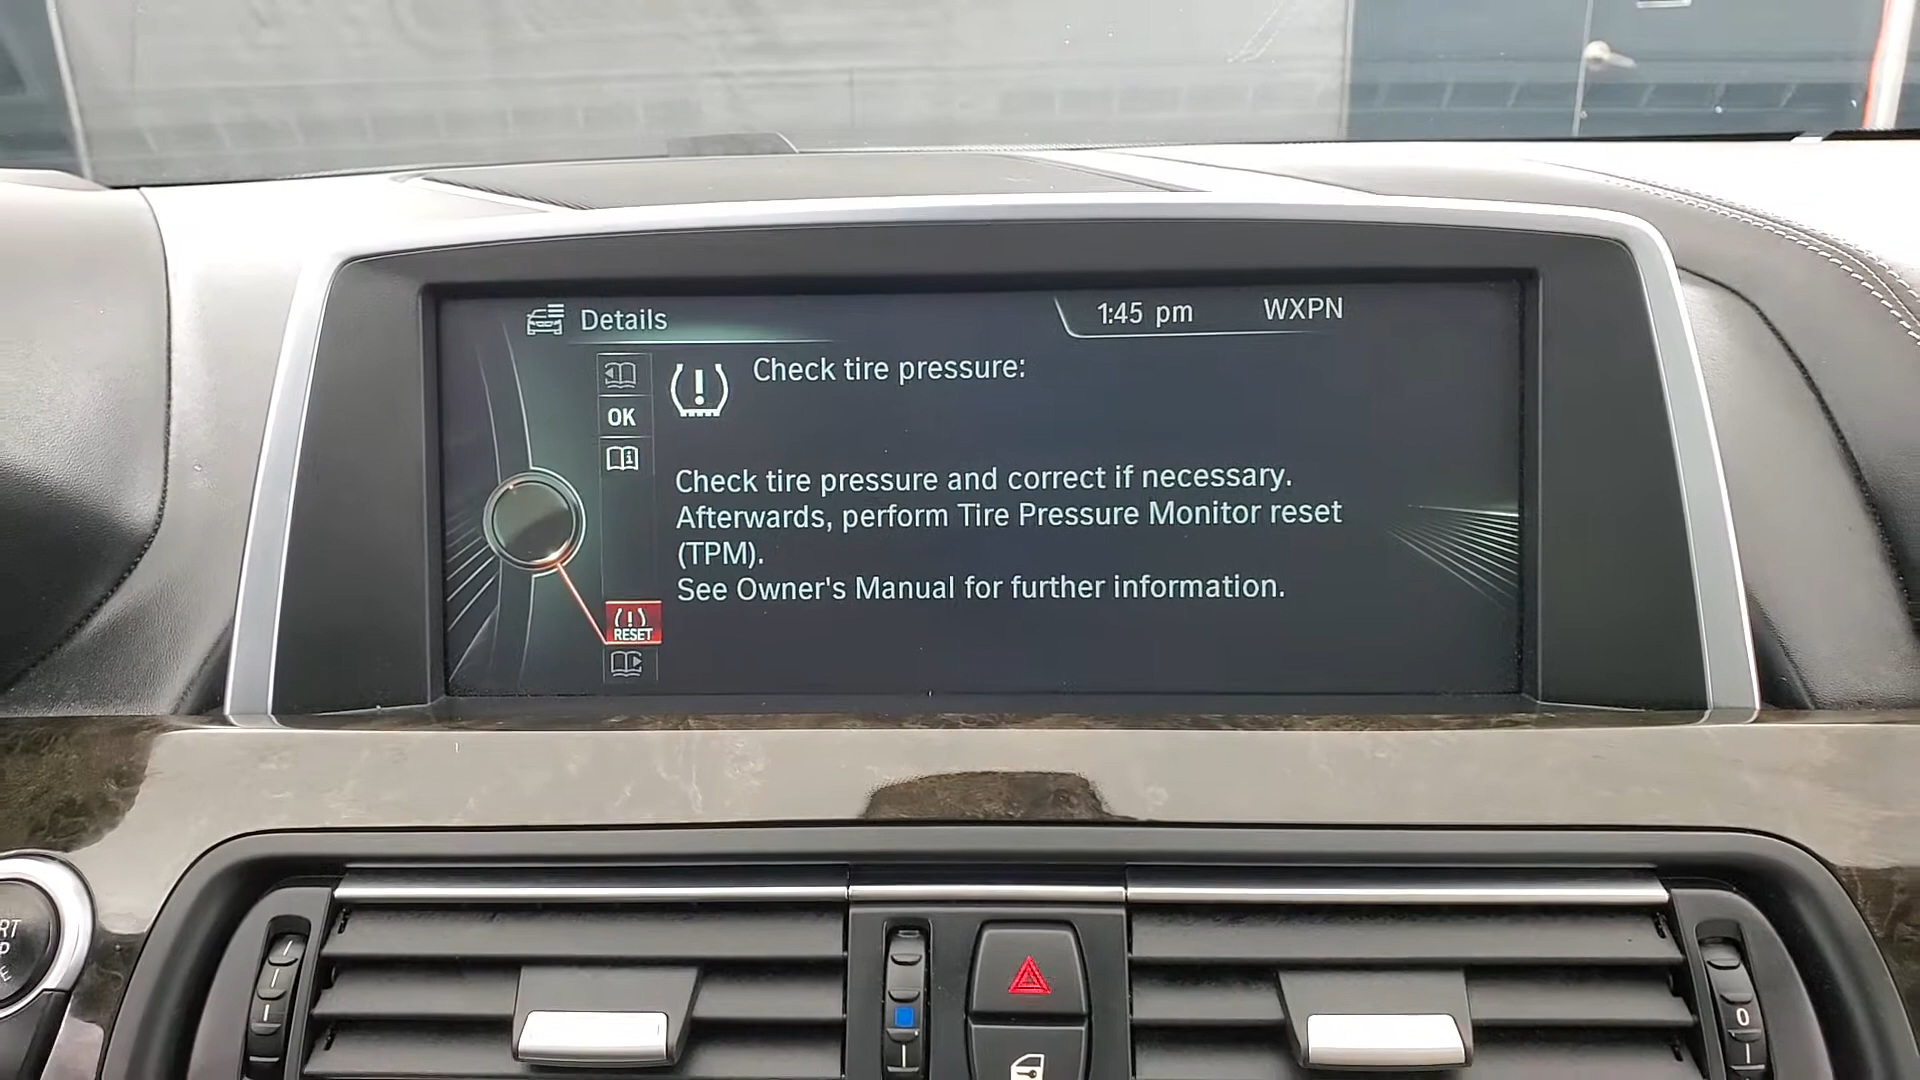 Details
1:45 pm
WXPN
Check tire pressure:
OK
Check tire pressure and correct if necessary.
Afterwards, perform Tire Pressure Monitor reset
(TPM).
See Owner's Manual for further information.
RESET
0